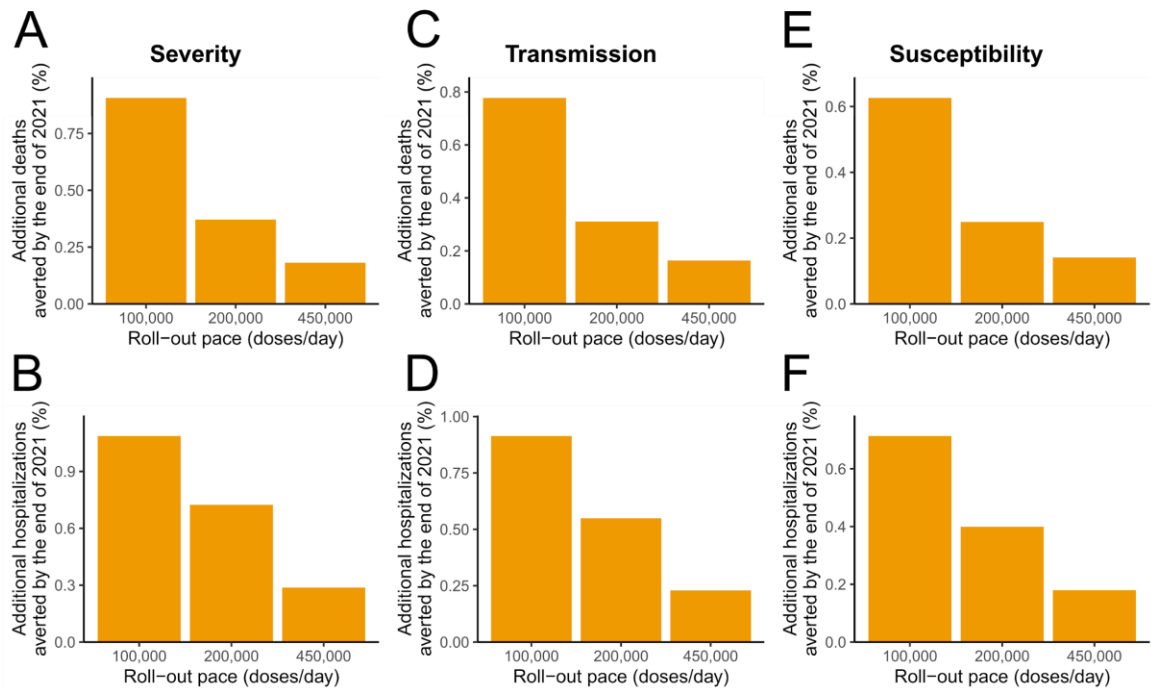 A
Severity
Additional deaths
averted by the end of 2021 (%)
0.75
0.50
0.25
0.00
100,000
200,000
450,000
Roll−out pace (doses/day)
C
Transmission
Additional deaths
averted by the end of 2021 (%)
0.8
0.6
0.4
0.2
0.0
100,000
200,000
450,000
Roll−out pace (doses/day)
E
Susceptibility
Additional deaths
averted by the end of 2021 (%)
0.6
0.4
0.2
0.0
100,000
200,000
450,000
Roll−out pace (doses/day)
B
Additional hospitalizations
averted by the end of 2021 (%)
0.9
0.6
0.3
0.0
100,000
200,000
450,000
Roll−out pace (doses/day)
D
Additional hospitalizations
averted by the end of 2021 (%)
1.00
0.75
0.50
0.25
0.00
100,000
200,000
450,000
Roll−out pace (doses/day)
F
Additional hospitalizations
averted by the end of 2021 (%)
0.6
0.4
0.2
0.0
100,000
200,000
450,000
Roll−out pace (doses/day)